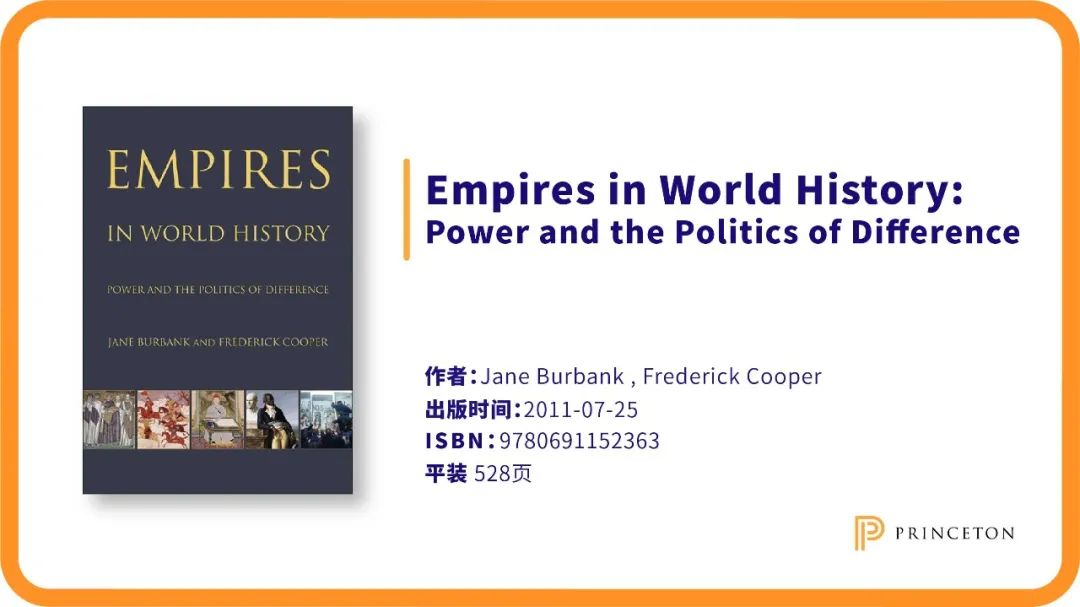 EMPIRES
IN WORLD HISTORY
POWER AND THE POLITICS OF DIFFERENCE
JANE BURBANK AND FREDERICK COOPER
Empires in World History:
Power and the Politics of Difference
作者：Jane Burbank , Frederick Cooper
出版时间：2011-07-25
ISBN：9780691152363
平装 528页
PRINCETON